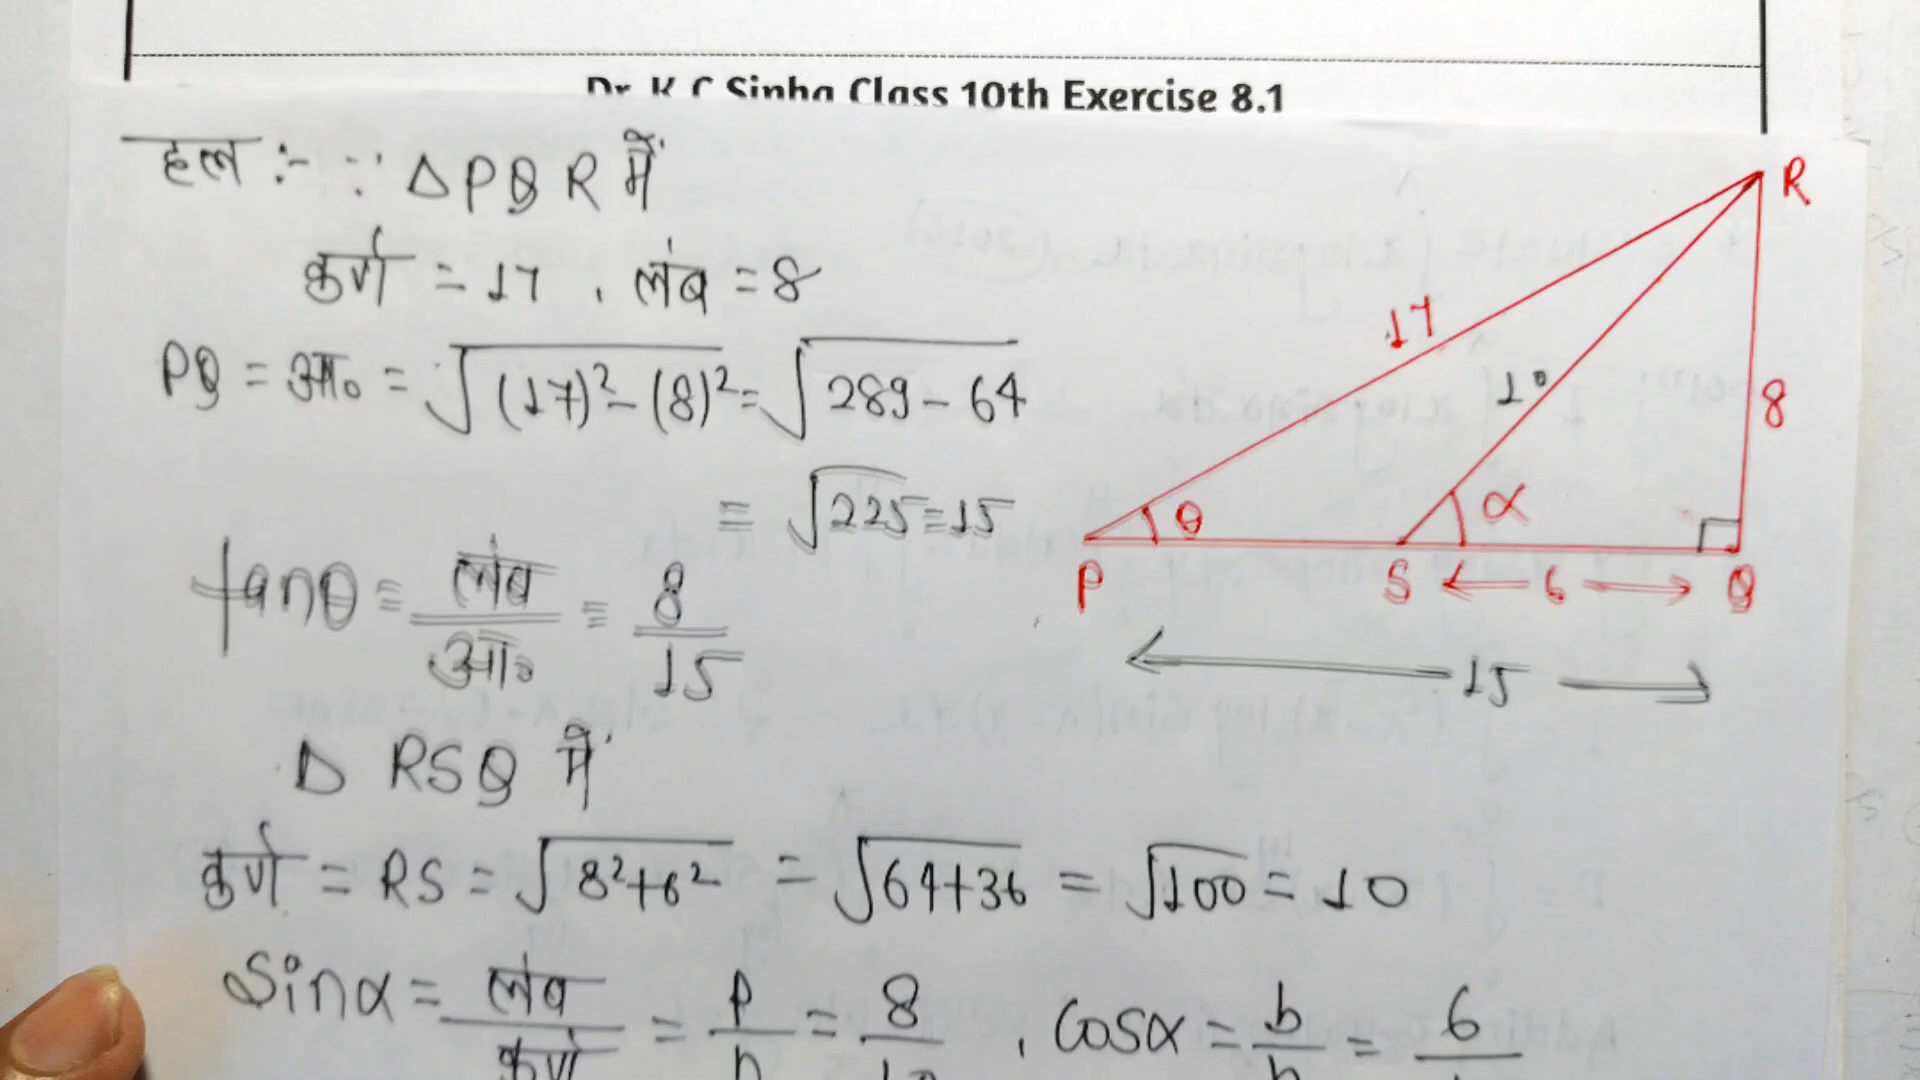 Dr. K C Sinha Class 10th Exercise 8.1
हल :- ∵ Δ PQR में
कर्ण = 17 , लंब = 8
PQ = आ० = √(17)² - (8)² = √289 - 64
= √225 = 15
tanθ = लंब/आ० = 8/15
Δ RSQ में
कर्ण = RS = √8²+6² = √64+36 = √100 = 10
Sinα = लंब/कर्ण = p/h = 8/10 , Cosα = b/h = 6
R
17
10
8
θ
α
P S ← 6 → Q
← 15 →